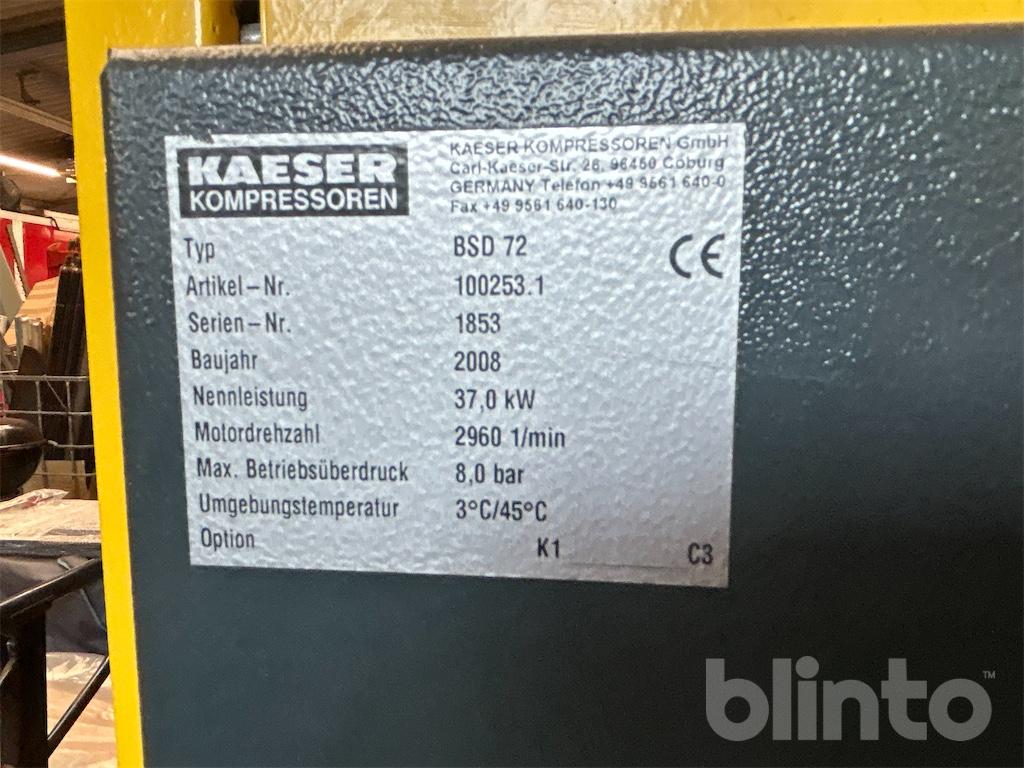 KAESER
KOMPRESSOREN
KAESER KOMPRESSOREN GmbH
Carl-Kaeser-Str. 26, 96450 Coburg
GERMANY Telefon +49 9561 640-0
Fax +49 9561 640-130
CE
Typ BSD 72
Artikel-Nr. 100253.1
Serien-Nr. 1853
Baujahr 2008
Nennleistung 37,0 kW
Motordrehzahl 2960 1/min
Max. Betriebsüberdruck 8,0 bar
Umgebungstemperatur 3°C/45°C
Option K1 C3
blinto™